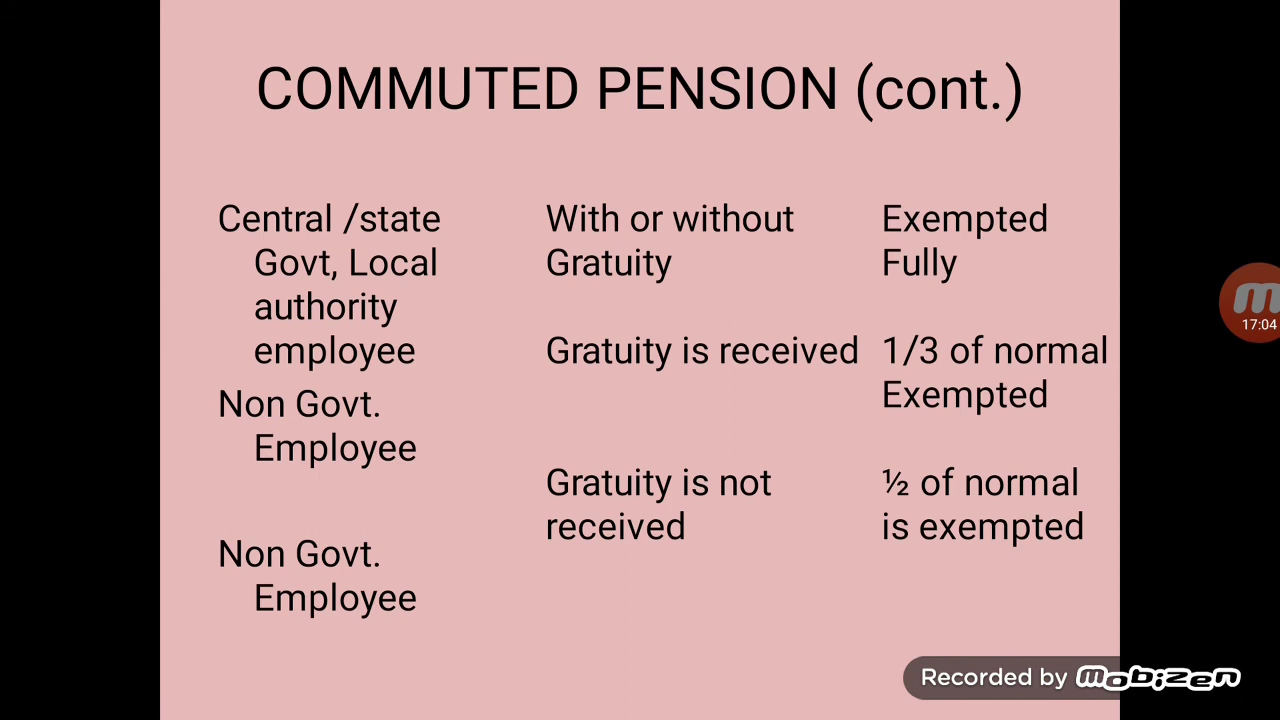 COMMUTED PENSION (cont.)
Central /state
Govt, Local
authority
employee
Non Govt.
Employee
Non Govt.
Employee
With or without
Gratuity
Gratuity is received
Gratuity is not
received
Exempted
Fully
1/3 of normal
Exempted
½ of normal
is exempted
17:04
Recorded by mobizen